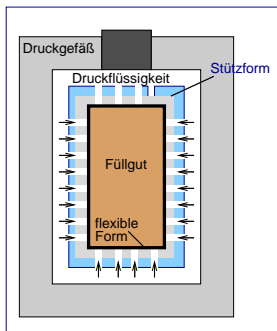 Druckgefäß
Druckflüssigkeit
Stützform
Füllgut
flexible
Form